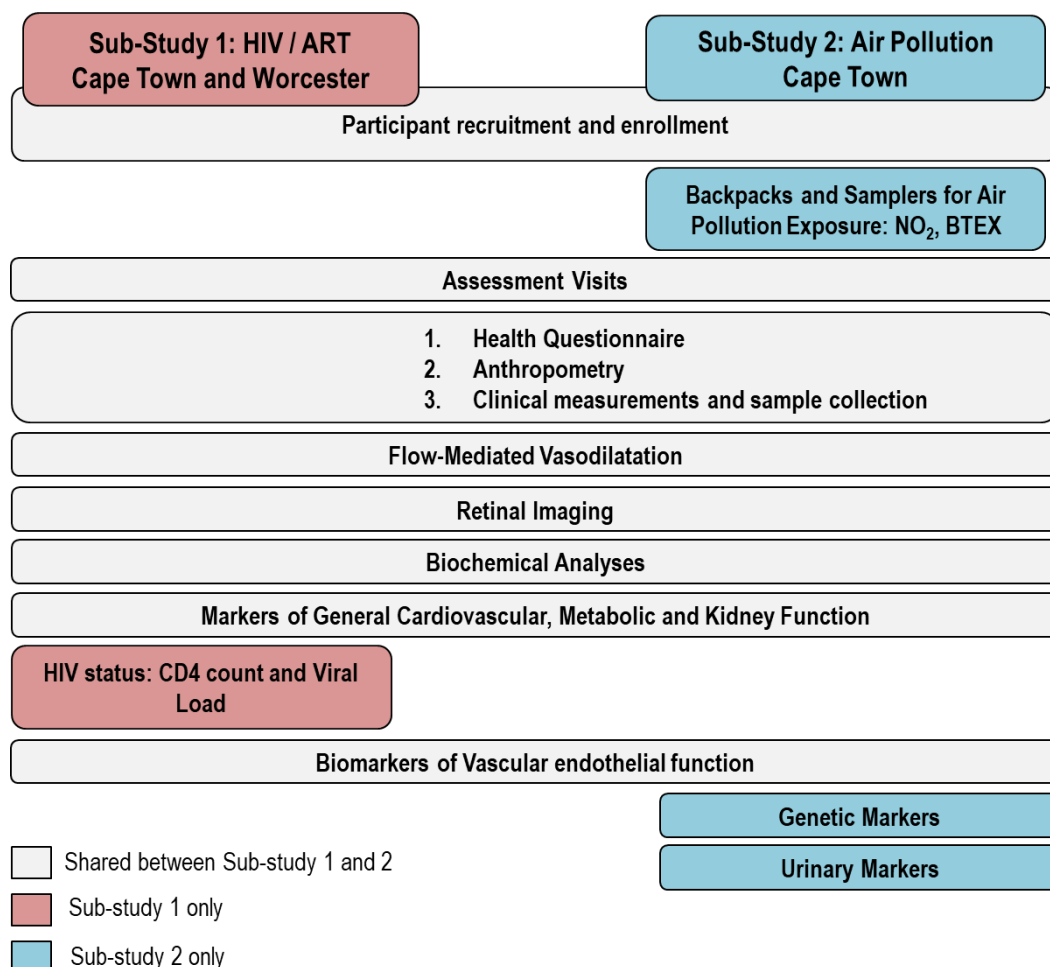 Sub-Study 1: HIV / ART
Cape Town and Worcester
Sub-Study 2: Air Pollution
Cape Town
Participant recruitment and enrollment
Backpacks and Samplers for Air
Pollution Exposure: NO₂, BTEX
Assessment Visits
1. Health Questionnaire
2. Anthropometry
3. Clinical measurements and sample collection
Flow-Mediated Vasodilatation
Retinal Imaging
Biochemical Analyses
Markers of General Cardiovascular, Metabolic and Kidney Function
HIV status: CD4 count and Viral
Load
Biomarkers of Vascular endothelial function
Genetic Markers
Urinary Markers
Shared between Sub-study 1 and 2
Sub-study 1 only
Sub-study 2 only